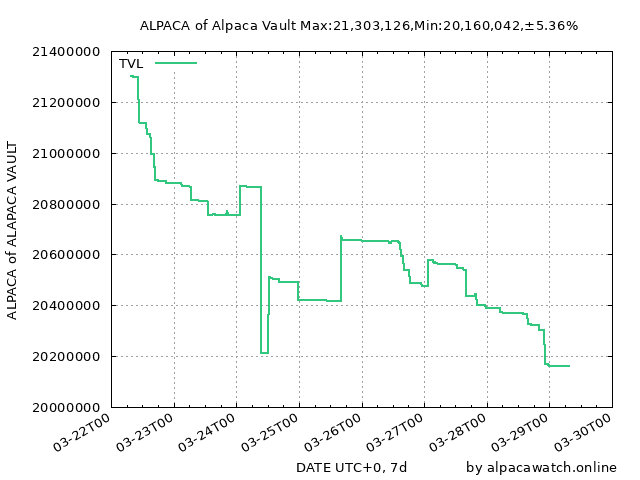 ALPACA of Alpaca Vault Max:21,303,126,Min:20,160,042,±5.36%
TVL
ALPACA of ALAPACA VAULT
21400000
21200000
21000000
20800000
20600000
20400000
20200000
20000000
03-22T00
03-23T00
03-24T00
03-25T00
03-26T00
03-27T00
03-28T00
03-29T00
03-30T00
DATE UTC+0, 7d
by alpacawatch.online